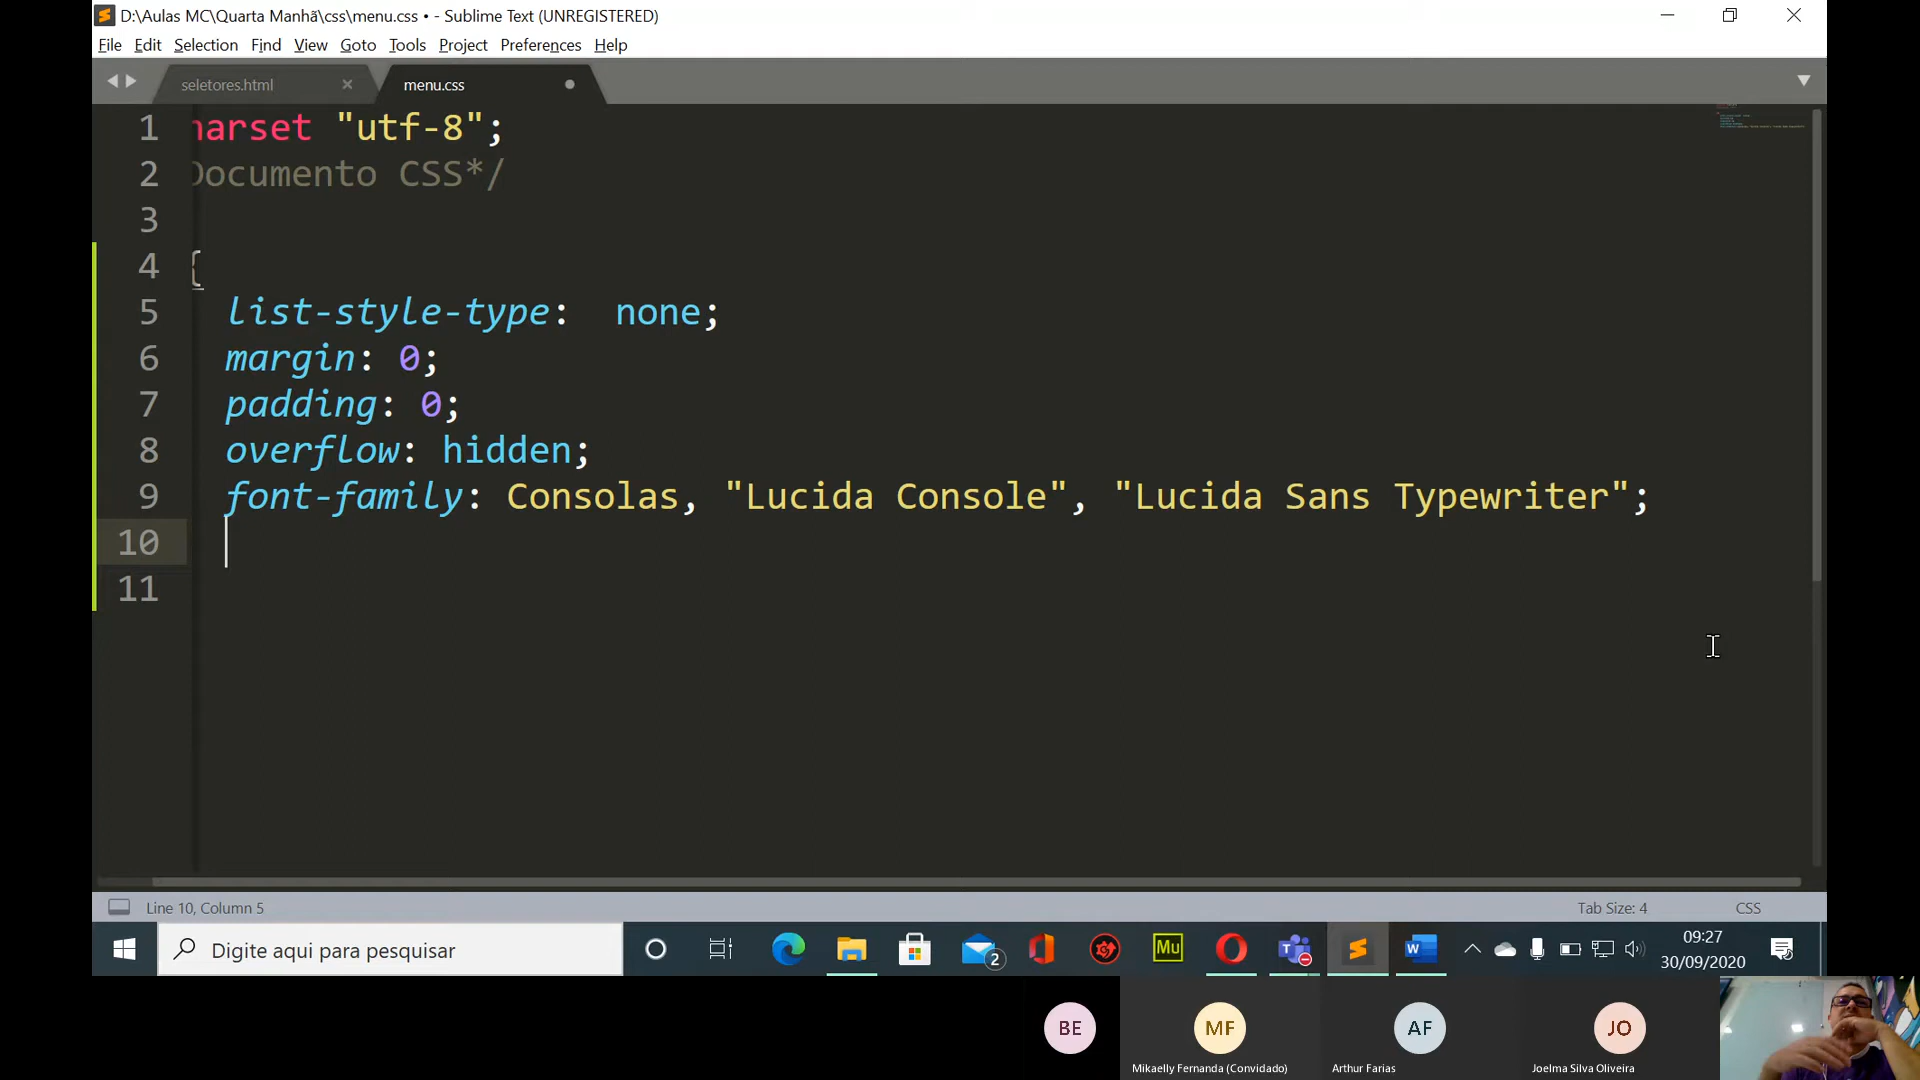 D:\Aulas MC\Quarta Manhã\css\menu.css • - Sublime Text (UNREGISTERED)
File Edit Selection Find View Goto Tools Project Preferences Help
seletores.html
menu.css
1 harset "utf-8";
2 Documento CSS*/
3
4 {
5 list-style-type:  none;
6 margin: 0;
7 padding: 0;
8 overflow: hidden;
9 font-family: Consolas, "Lucida Console", "Lucida Sans Typewriter";
10
11
Line 10, Column 5
Tab Size: 4
CSS
Digite aqui para pesquisar
2
Mu
T
S
W
09:27
30/09/2020
BE
MF
AF
JO
Mikaelly Fernanda (Convidado)
Arthur Farias
Joelma Silva Oliveira